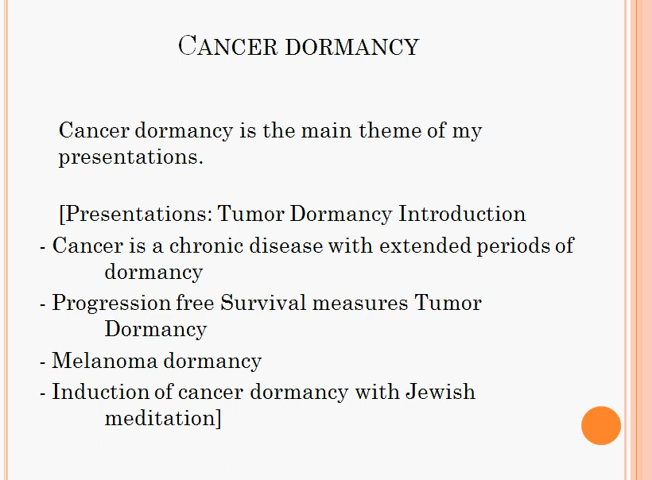 CANCER DORMANCY
Cancer dormancy is the main theme of my
presentations.
[Presentations: Tumor Dormancy Introduction
- Cancer is a chronic disease with extended periods of
dormancy
- Progression free Survival measures Tumor
Dormancy
- Melanoma dormancy
- Induction of cancer dormancy with Jewish
meditation]